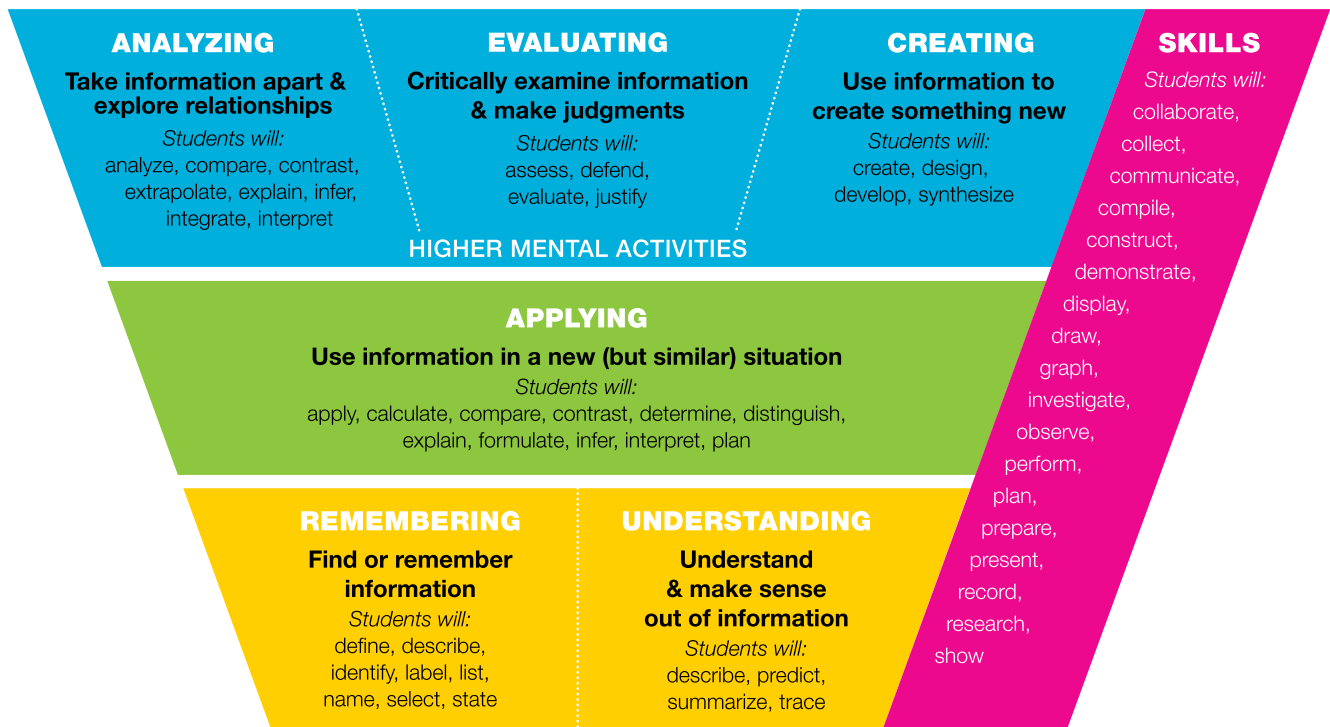 ANALYZING
Take information apart &
explore relationships
Students will:
analyze, compare, contrast,
extrapolate, explain, infer,
integrate, interpret
EVALUATING
Critically examine information
& make judgments
Students will:
assess, defend,
evaluate, justify
CREATING
Use information to
create something new
Students will:
create, design,
develop, synthesize
HIGHER MENTAL ACTIVITIES
APPLYING
Use information in a new (but similar) situation
Students will:
apply, calculate, compare, contrast, determine, distinguish,
explain, formulate, infer, interpret, plan
REMEMBERING
Find or remember
information
Students will:
define, describe,
identify, label, list,
name, select, state
UNDERSTANDING
Understand
& make sense
out of information
Students will:
describe, predict,
summarize, trace
SKILLS
Students will:
collaborate,
collect,
communicate,
compile,
construct,
demonstrate,
display,
draw,
graph,
investigate,
observe,
perform,
plan,
prepare,
present,
record,
research,
show